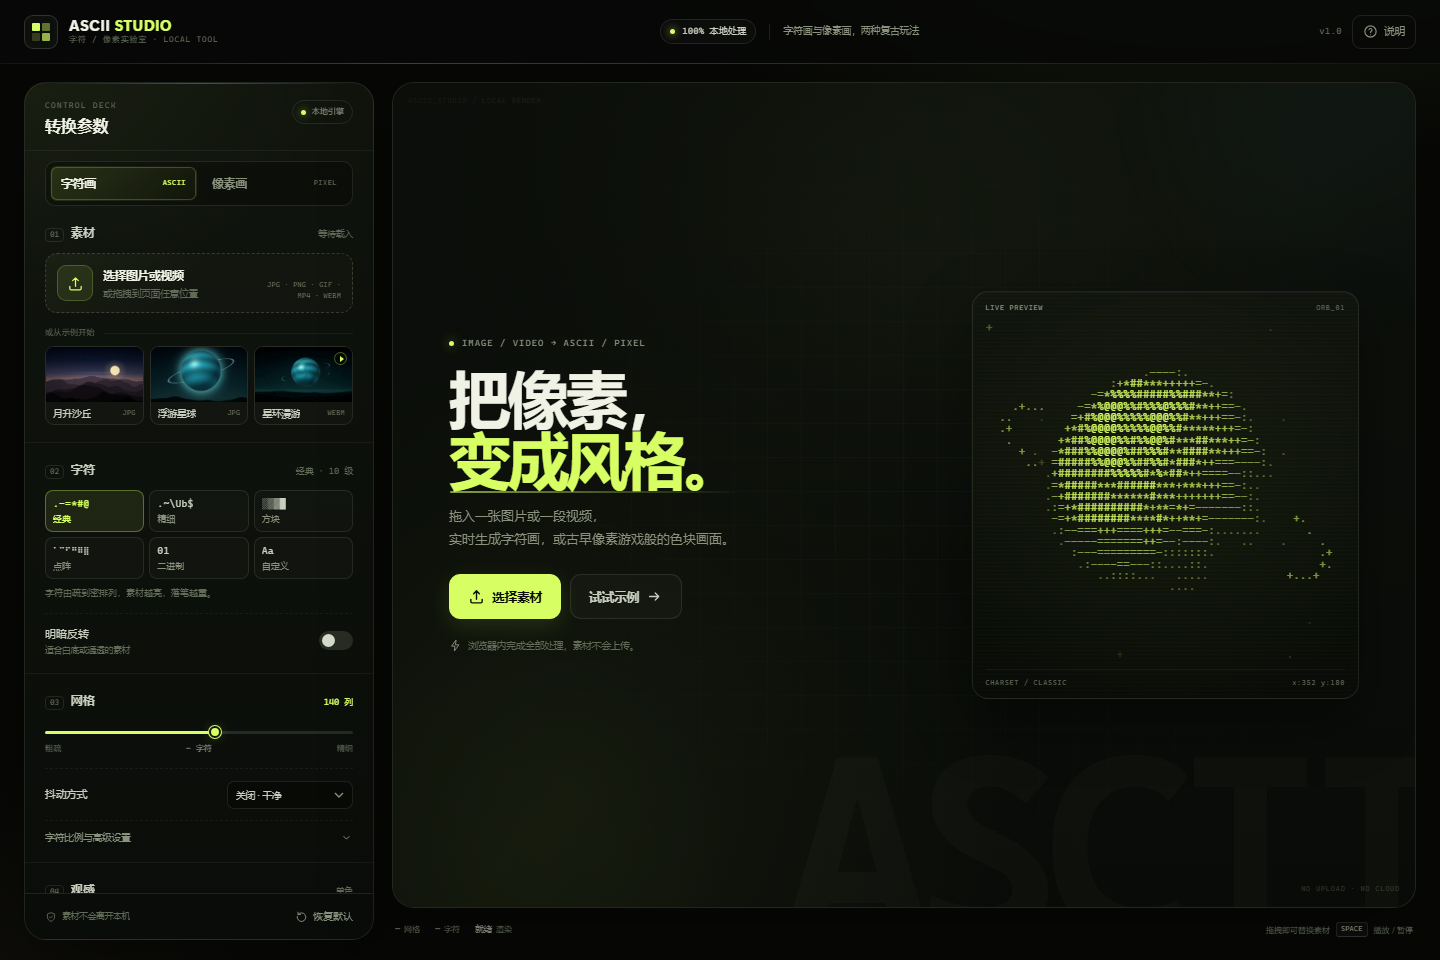 ASCII STUDIO
字符 / 像素实验室 · LOCAL TOOL
100% 本地处理
字符画与像素画，两种复古玩法
v1.0
说明
CONTROL DECK
转换参数
本地引擎
字符画 ASCII
像素画 PIXEL
01 素材
等待载入
选择图片或视频
或拖拽到页面任意位置
JPG · PNG · GIF ·
MP4 · WEBM
或从示例开始
月升沙丘 JPG
浮游星球 JPG
星环漫游 WEBM
02 字符
经典 · 10 级
.-=*#@
经典
.~\Ub$
精细
░▒▓█
方块
点阵
01
二进制
Aa
自定义
字符由疏到密排列，素材越亮，落笔越重。
明暗反转
适合白底或通透的素材
03 网格
140 列
粗疏
— 字符
精细
抖动方式
关闭 · 干净
字符比例与高级设置
04 观感
单色
素材不会离开本机
恢复默认
ASCII_STUDIO / LOCAL RENDER
IMAGE / VIDEO → ASCII / PIXEL
把像素，
变成风格。
拖入一张图片或一段视频，
实时生成字符画，或古早像素游戏般的色块画面。
选择素材
试试示例 →
浏览器内完成全部处理，素材不会上传。
LIVE PREVIEW
ORB_01
CHARSET / CLASSIC
x:352 y:180
ASCII
NO UPLOAD · NO CLOUD
— 网格
— 字符
就绪 渲染
拖拽即可替换素材 SPACE 播放 / 暂停